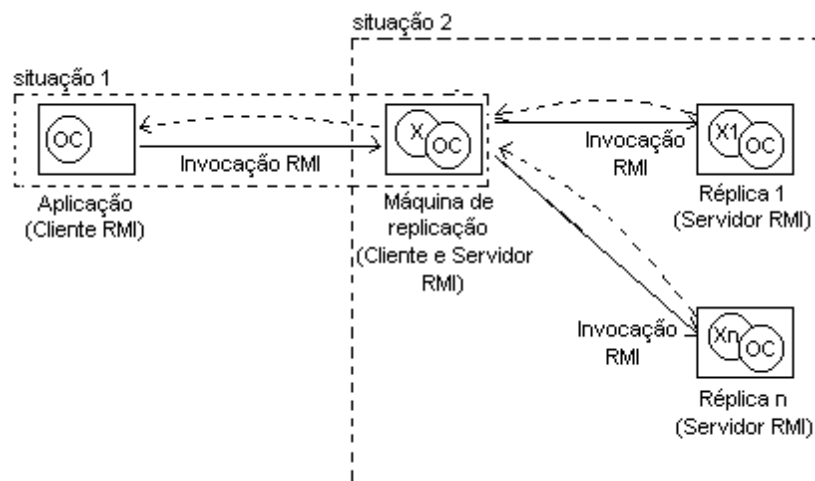 situação 2
situação 1
OC
Invocação RMI
X
OC
Invocação
RMI
X1
OC
Aplicação
(Cliente RMI)
Máquina de
replicação
(Cliente e Servidor
RMI)
Réplica 1
(Servidor RMI)
Invocação
RMI
Xn
OC
Réplica n
(Servidor RMI)